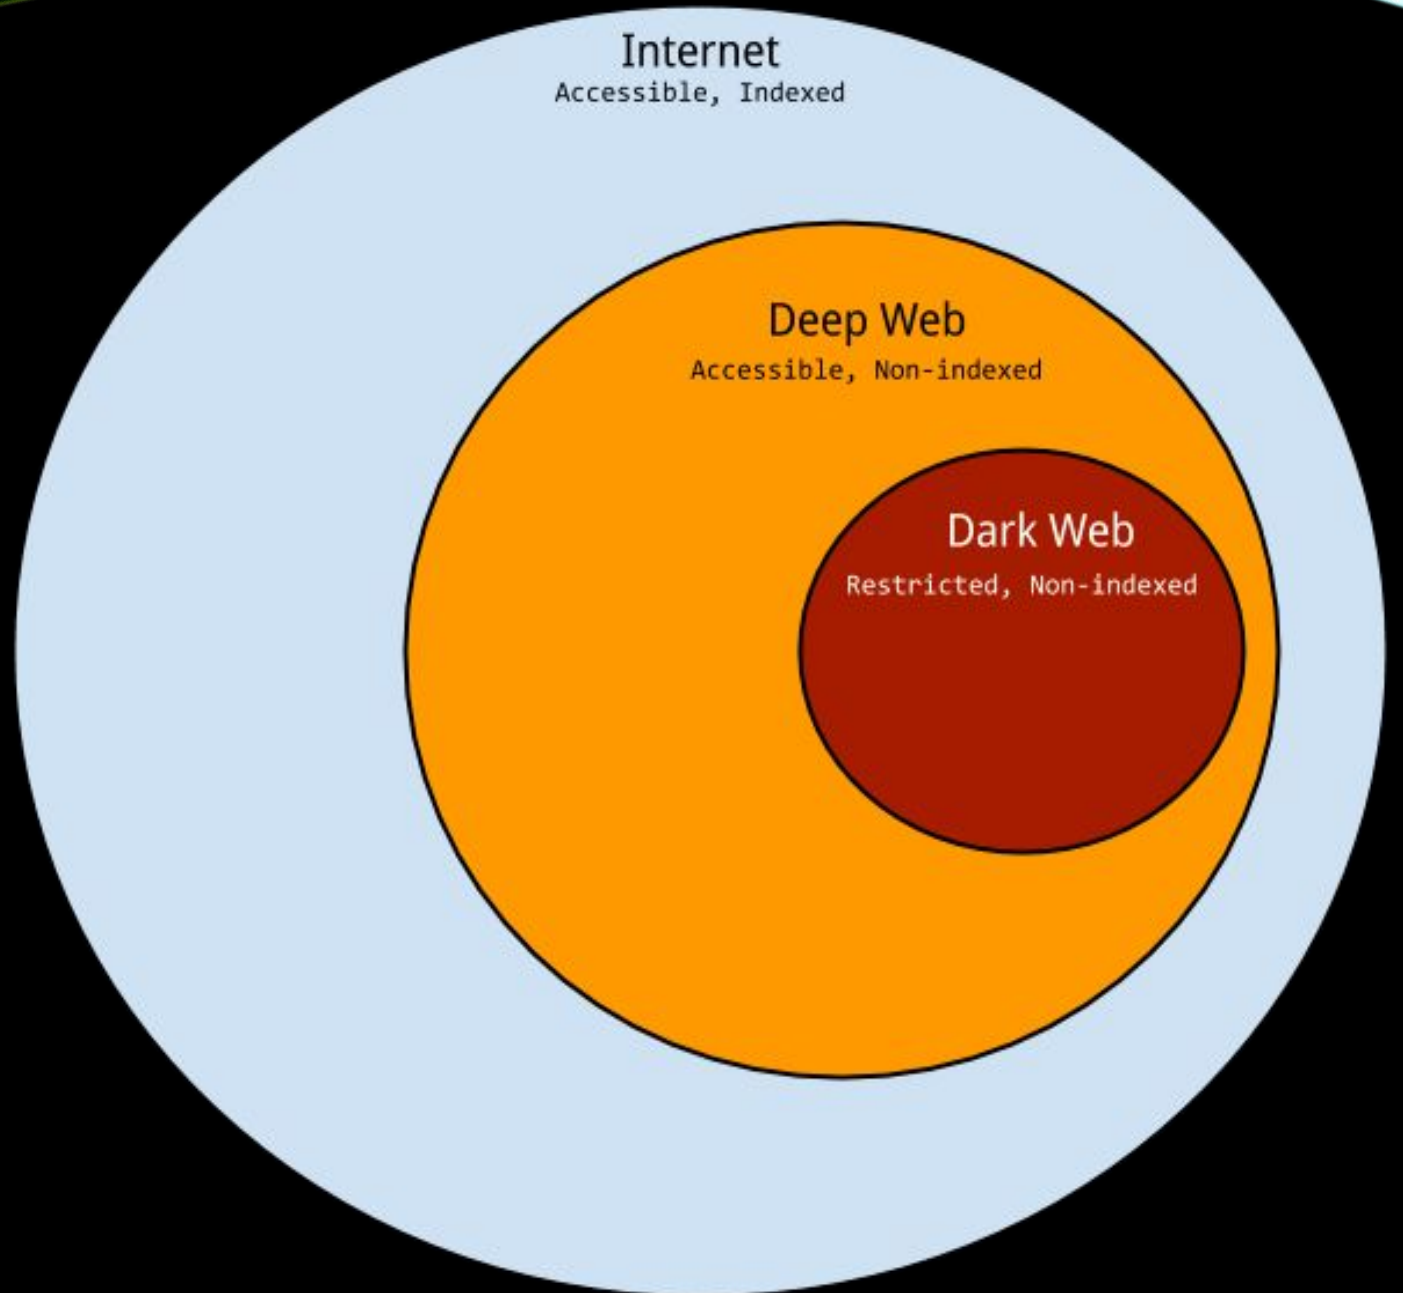 Internet
Accessible, Indexed
Deep Web
Accessible, Non-indexed
Dark Web
Restricted, Non-indexed